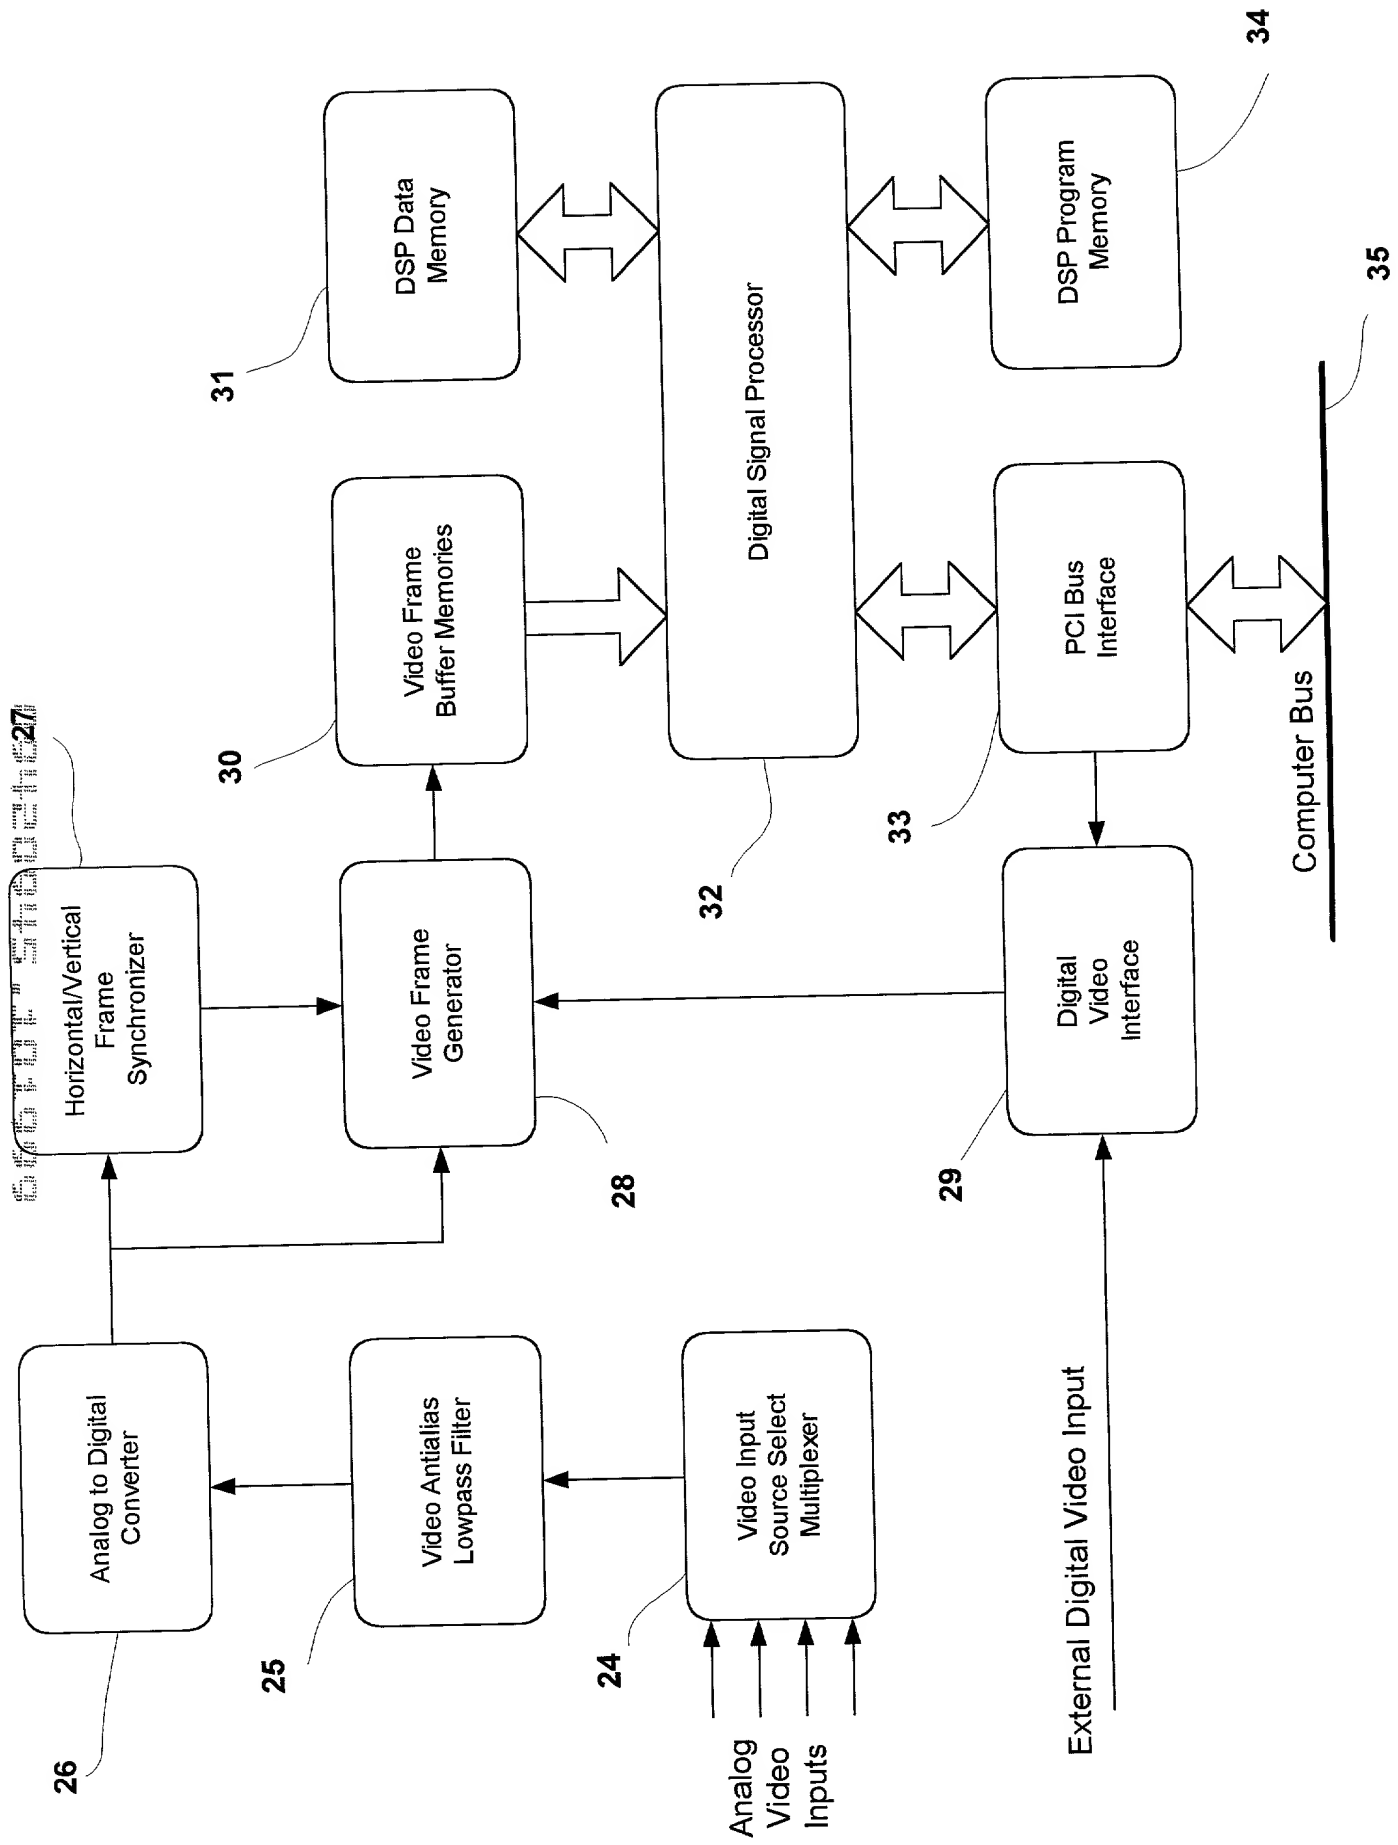 26
Analog to Digital
Converter
27
Horizontal/Vertical
Frame
Synchronizer
25
Video Antialias
Lowpass Filter
28
Video Frame
Generator
30
Video Frame
Buffer Memories
31
DSP Data
Memory
24
Video Input
Source Select
Multiplexer
Analog
Video
Inputs
32
Digital Signal Processor
29
Digital
Video
Interface
External Digital Video Input
33
PCI Bus
Interface
34
DSP Program
Memory
Computer Bus
35